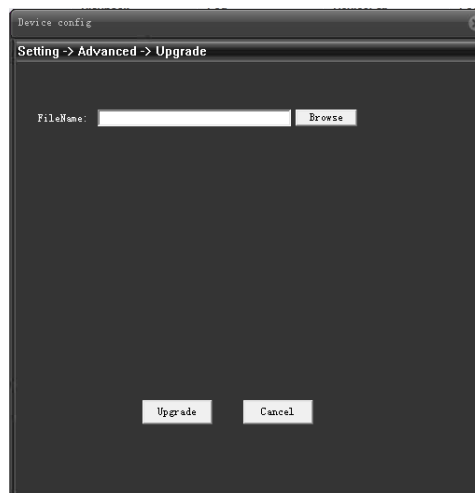 Device config
Setting -> Advanced -> Upgrade
FileName:
Browse
Upgrade
Cancel